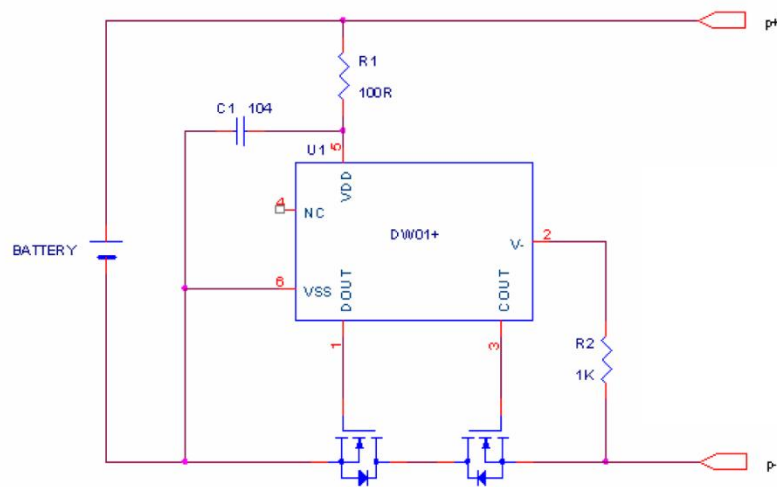 p+
R1
100R
C1 104
U1
5
VDD
4
NC
DW01+
V-
2
BATTERY
6
VSS
DOUT
COUT
1
3
R2
1K
p-